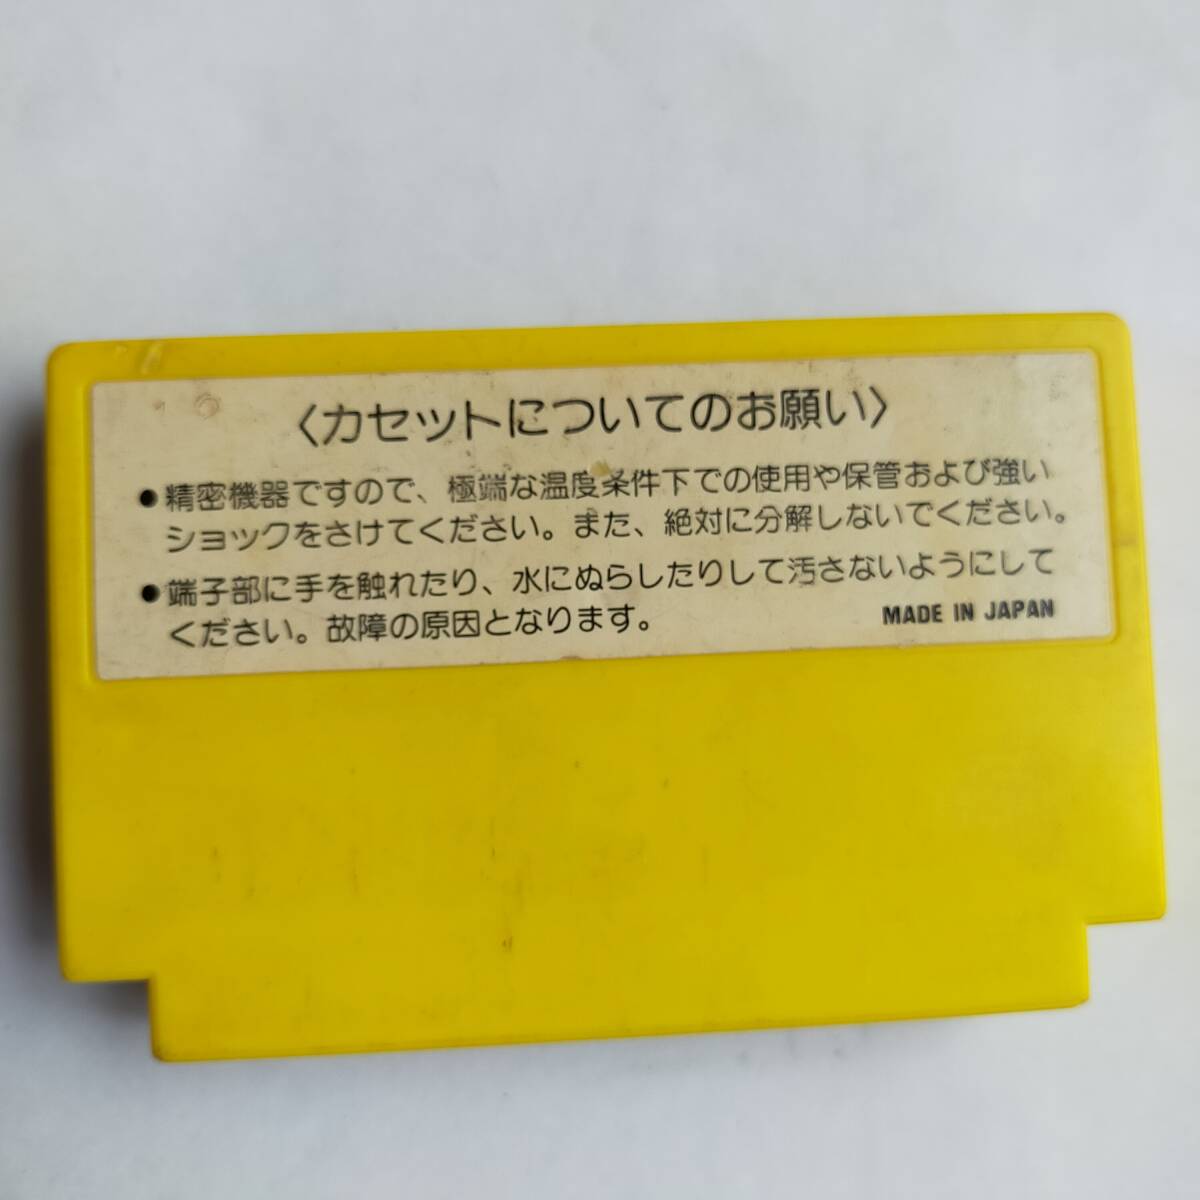 〈カセットについてのお願い〉
●精密機器ですので、極端な温度条件下での使用や保管および強い
ショックをさけてください。また、絶対に分解しないでください。
●端子部に手を触れたり、水にぬらしたりして汚さないようにして
ください。故障の原因となります。
MADE IN JAPAN